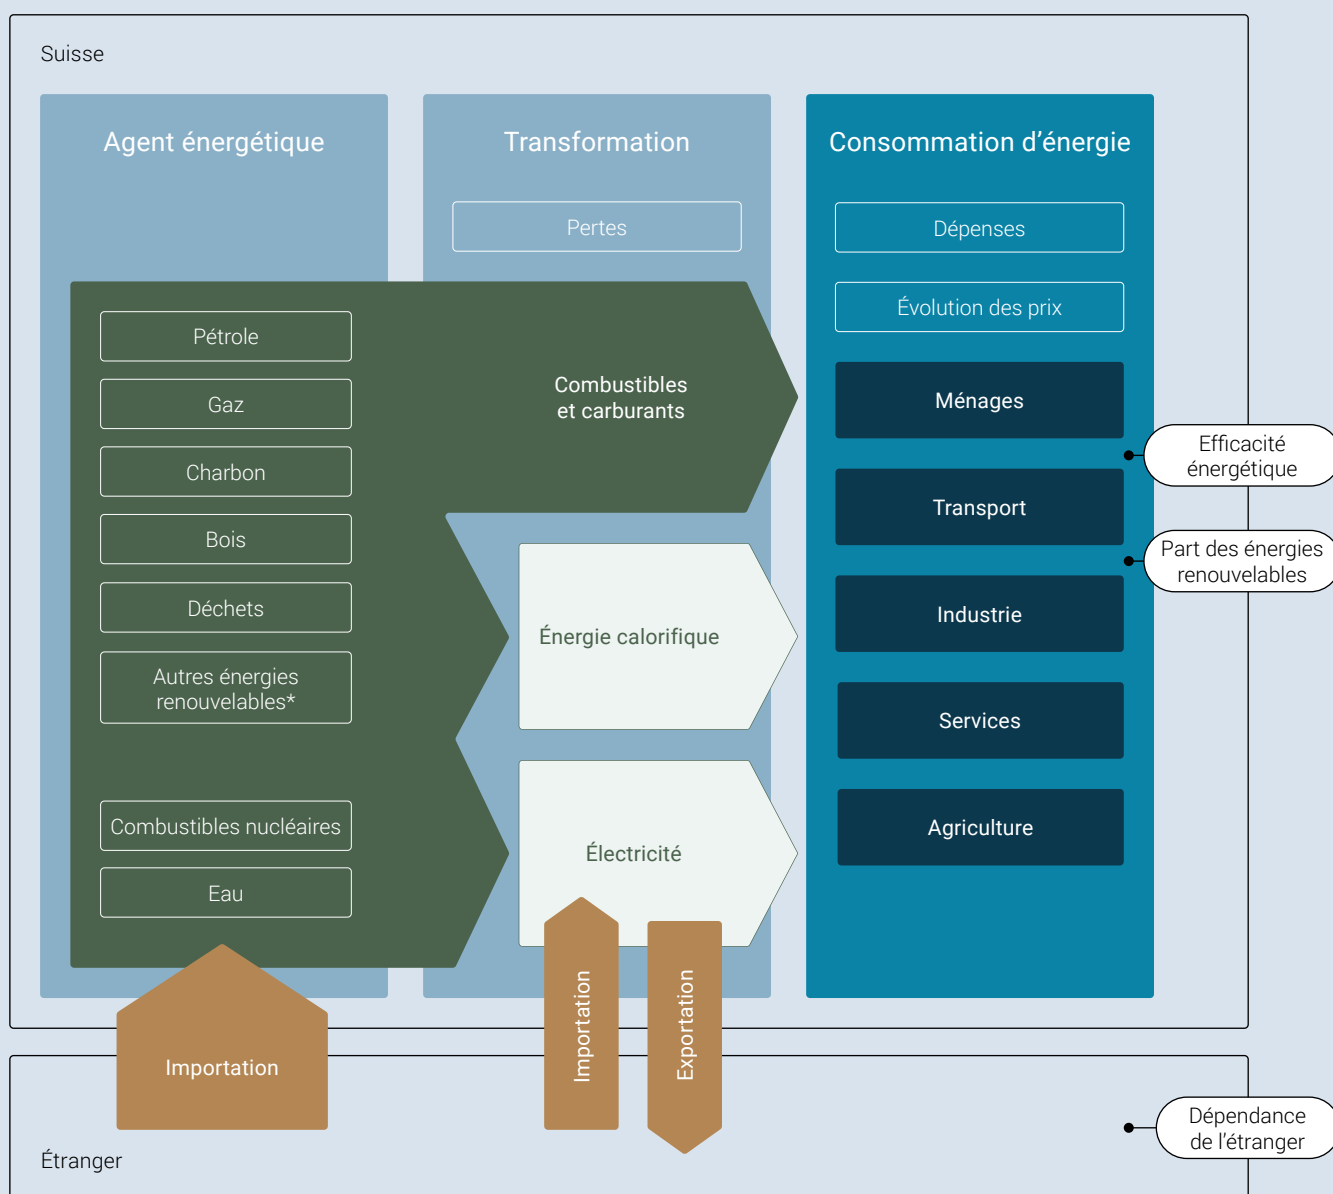 Suisse
Agent énergétique
Transformation
Consommation d’énergie
Pertes
Dépenses
Évolution des prix
Pétrole
Gaz
Charbon
Bois
Déchets
Autres énergies
renouvelables*
Combustibles nucléaires
Eau
Combustibles
et carburants
Énergie calorifique
Électricité
Ménages
Transport
Industrie
Services
Agriculture
Efficacité
énergétique
Part des énergies
renouvelables
Importation
Importation
Exportation
Dépendance
de l’étranger
Étranger